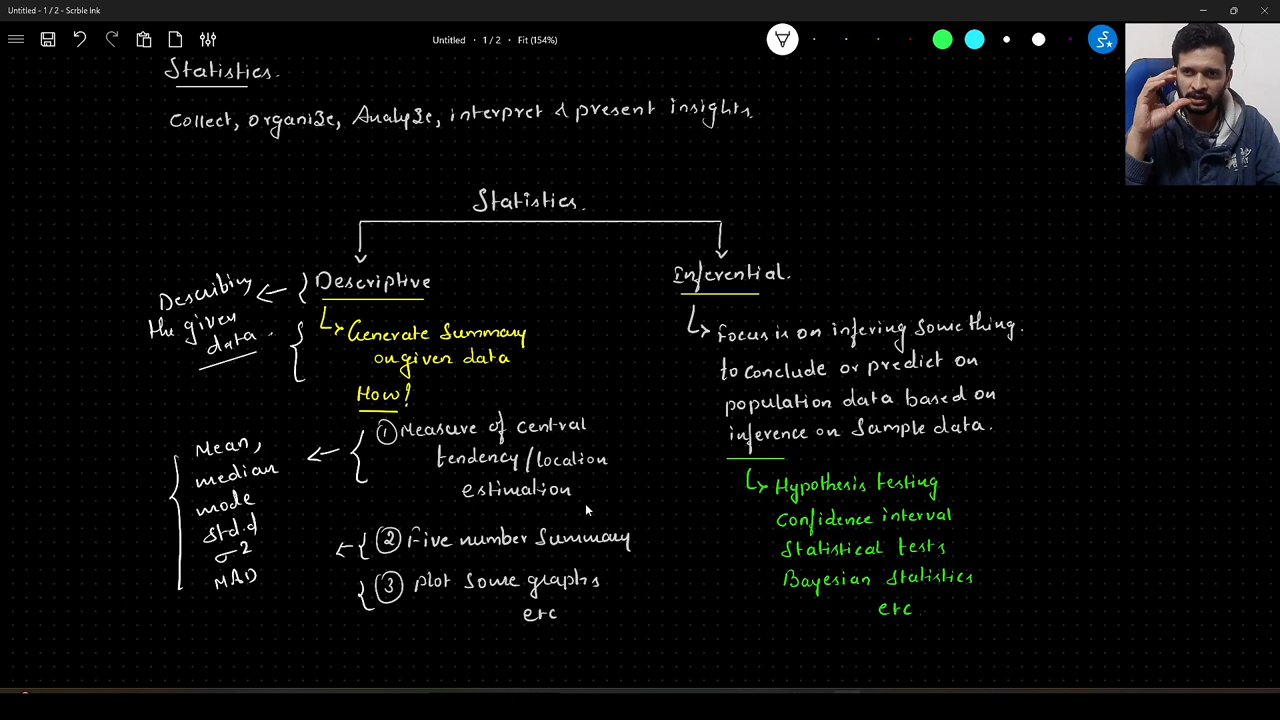 Untitled - 1 / 2 - Scrble Ink
Untitled • 1 / 2 • Fit (154%)
Statistics.
Collect, organize, Analyze, interpret & present insights.
Statistics.
Descriptive
Describing
the given
data.
Generate Summary
on given data
How?
① Measure of central
tendency/location
estimation
Mean,
median
mode
std.d
σ²
MAD
② Five number Summary
③ plot some graphs
etc
Inferential.
Focus is on infering something.
to conclude or predict on
population data based on
inference on sample data.
Hypothesis testing
Confidence interval
Statistical tests
Bayesian Statistics
etc.